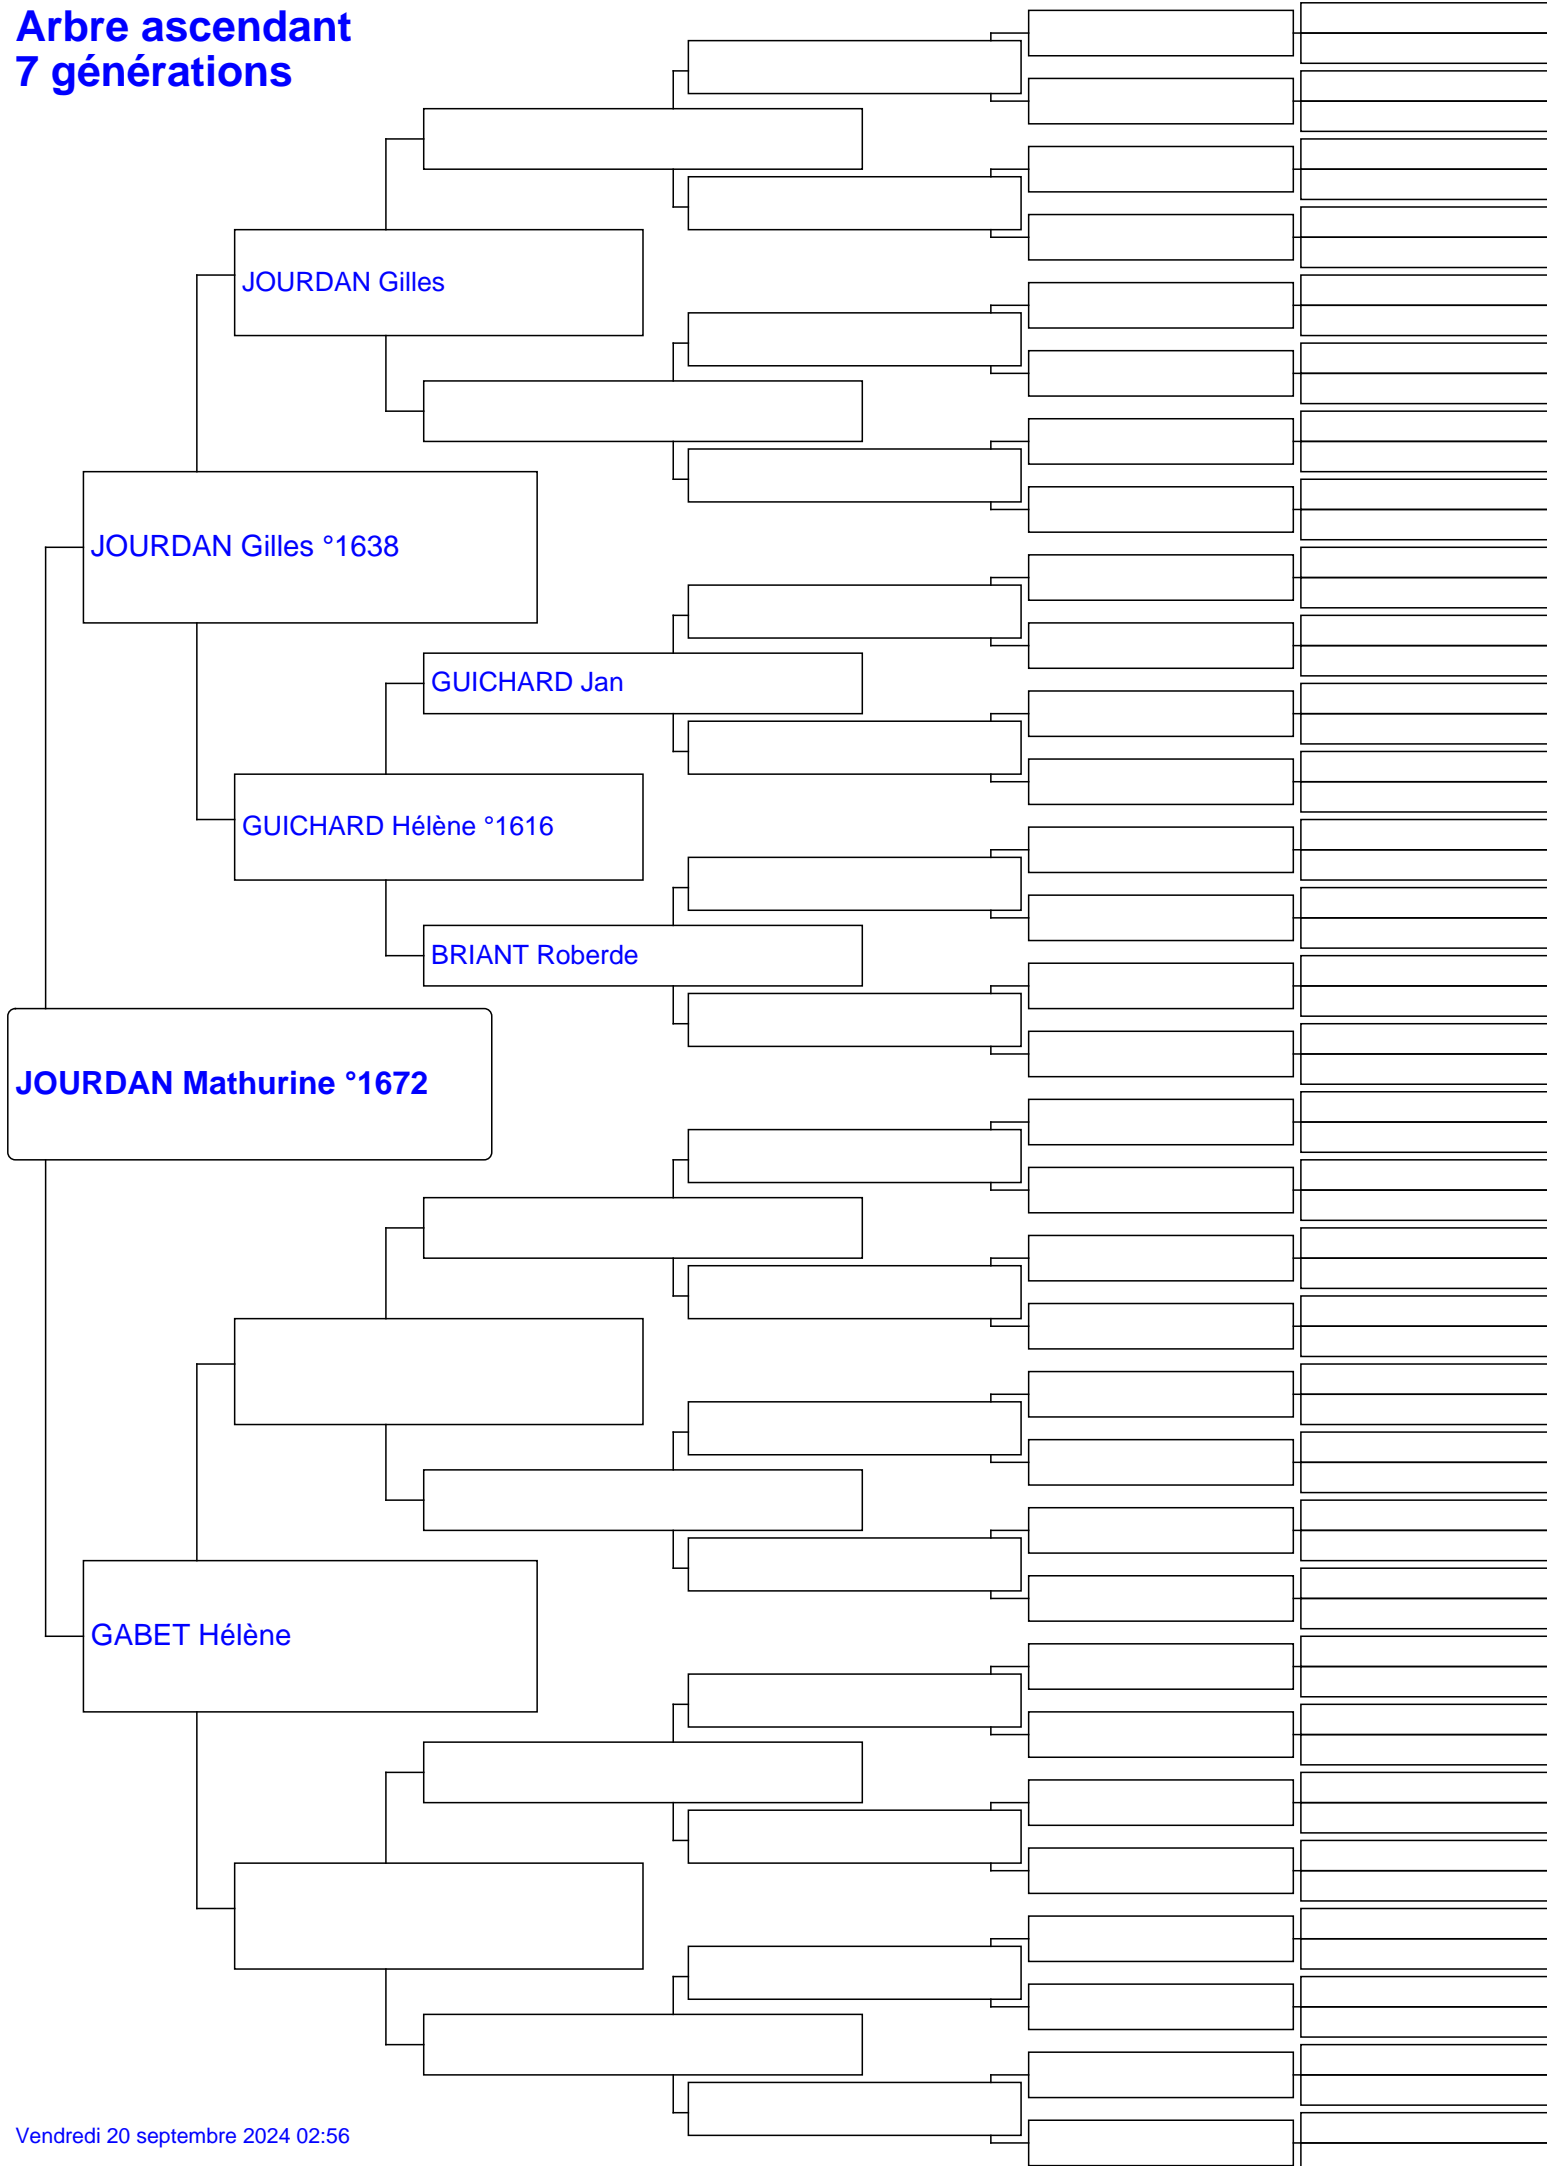 Arbre ascendant
7 générations
JOURDAN Gilles
JOURDAN Gilles °1638
GUICHARD Jan
GUICHARD Hélène °1616
BRIANT Roberde
JOURDAN Mathurine °1672
GABET Hélène
Vendredi 20 septembre 2024 02:56